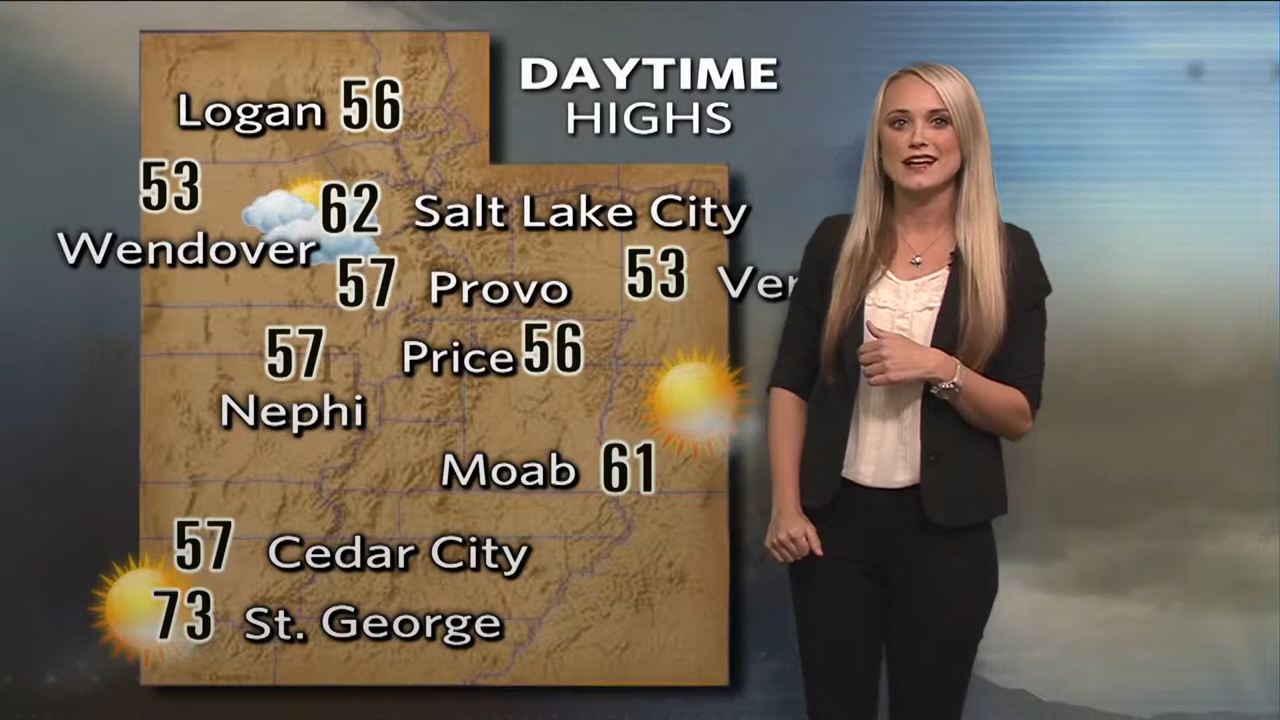 DAYTIME
HIGHS
Logan 56
53
Wendover
62 Salt Lake City
57 Provo
53
57
Nephi
Price 56
Moab 61
57 Cedar City
73 St. George